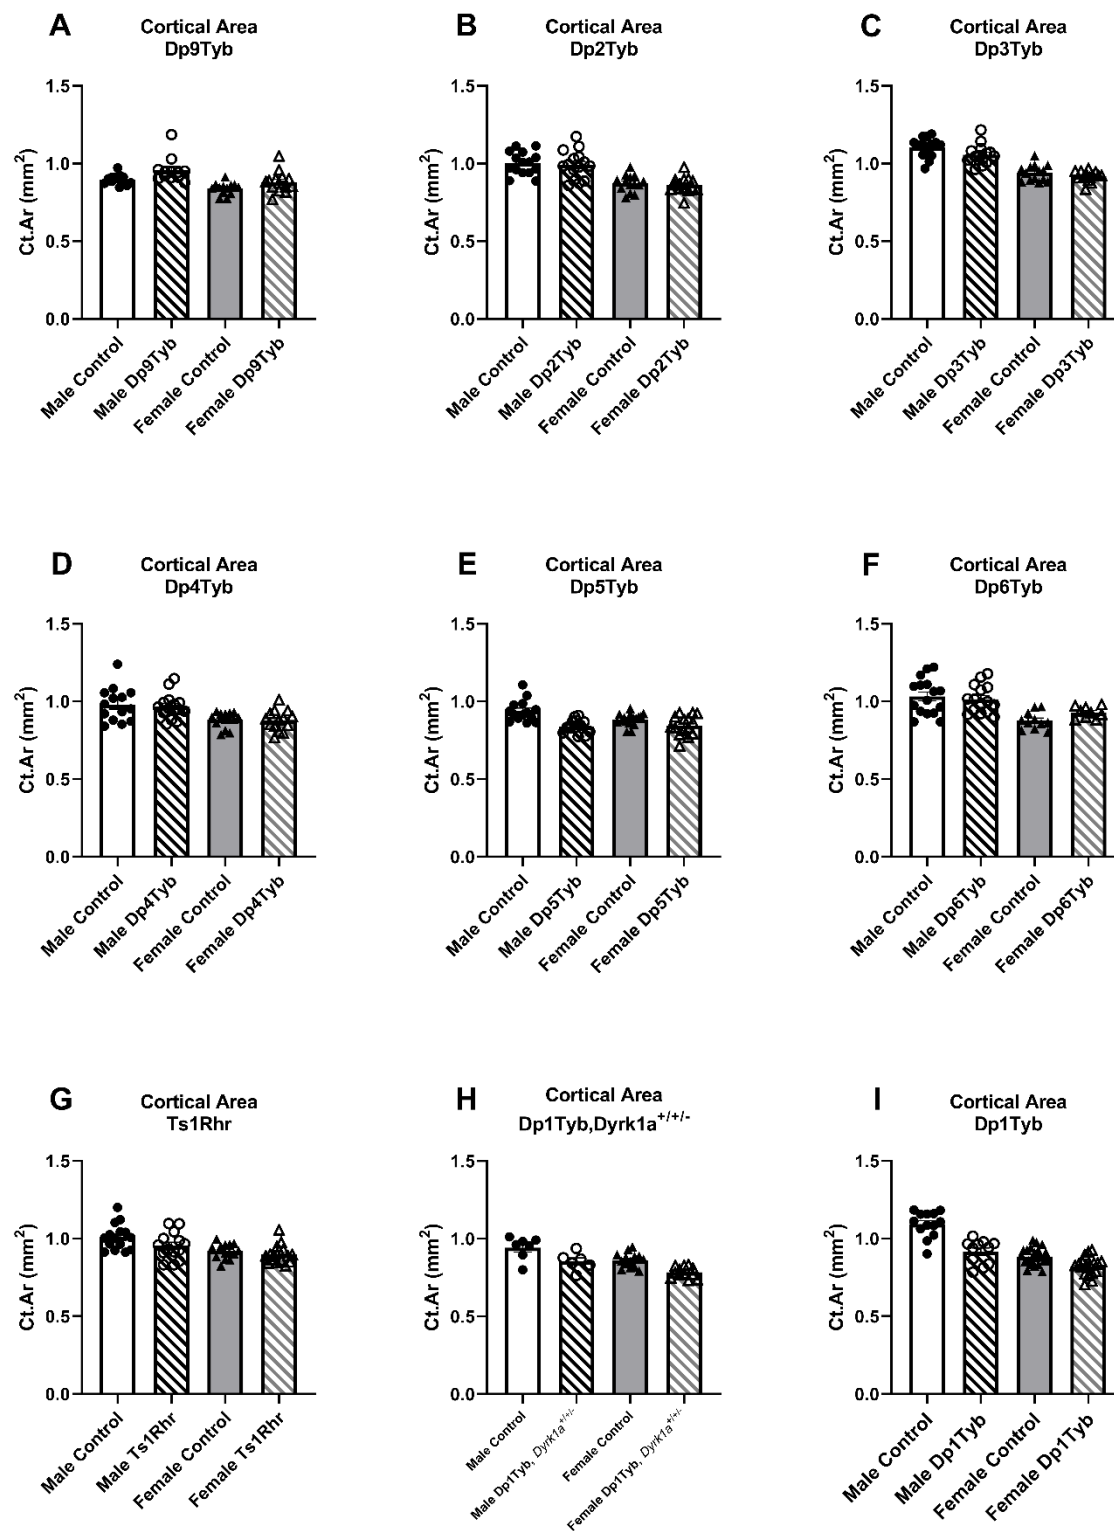 A
Cortical Area
Dp9Tyb
Ct.Ar (mm²)
1.5
1.0
0.5
0.0
Male Control
Male Dp9Tyb
Female Control
Female Dp9Tyb
B
Cortical Area
Dp2Tyb
Ct.Ar (mm²)
1.5
1.0
0.5
0.0
Male Control
Male Dp2Tyb
Female Control
Female Dp2Tyb
C
Cortical Area
Dp3Tyb
Ct.Ar (mm²)
1.5
1.0
0.5
0.0
Male Control
Male Dp3Tyb
Female Control
Female Dp3Tyb
D
Cortical Area
Dp4Tyb
Ct.Ar (mm²)
1.5
1.0
0.5
0.0
Male Control
Male Dp4Tyb
Female Control
Female Dp4Tyb
E
Cortical Area
Dp5Tyb
Ct.Ar (mm²)
1.5
1.0
0.5
0.0
Male Control
Male Dp5Tyb
Female Control
Female Dp5Tyb
F
Cortical Area
Dp6Tyb
Ct.Ar (mm²)
1.5
1.0
0.5
0.0
Male Control
Male Dp6Tyb
Female Control
Female Dp6Tyb
G
Cortical Area
Ts1Rhr
Ct.Ar (mm²)
1.5
1.0
0.5
0.0
Male Control
Male Ts1Rhr
Female Control
Female Ts1Rhr
H
Cortical Area
Dp1Tyb,Dyrk1a+/+/-
Ct.Ar (mm²)
1.5
1.0
0.5
0.0
Male Control
Male Dp1Tyb, Dyrk1a+/+/-
Female Control
Female Dp1Tyb, Dyrk1a+/+/-
I
Cortical Area
Dp1Tyb
Ct.Ar (mm²)
1.5
1.0
0.5
0.0
Male Control
Male Dp1Tyb
Female Control
Female Dp1Tyb